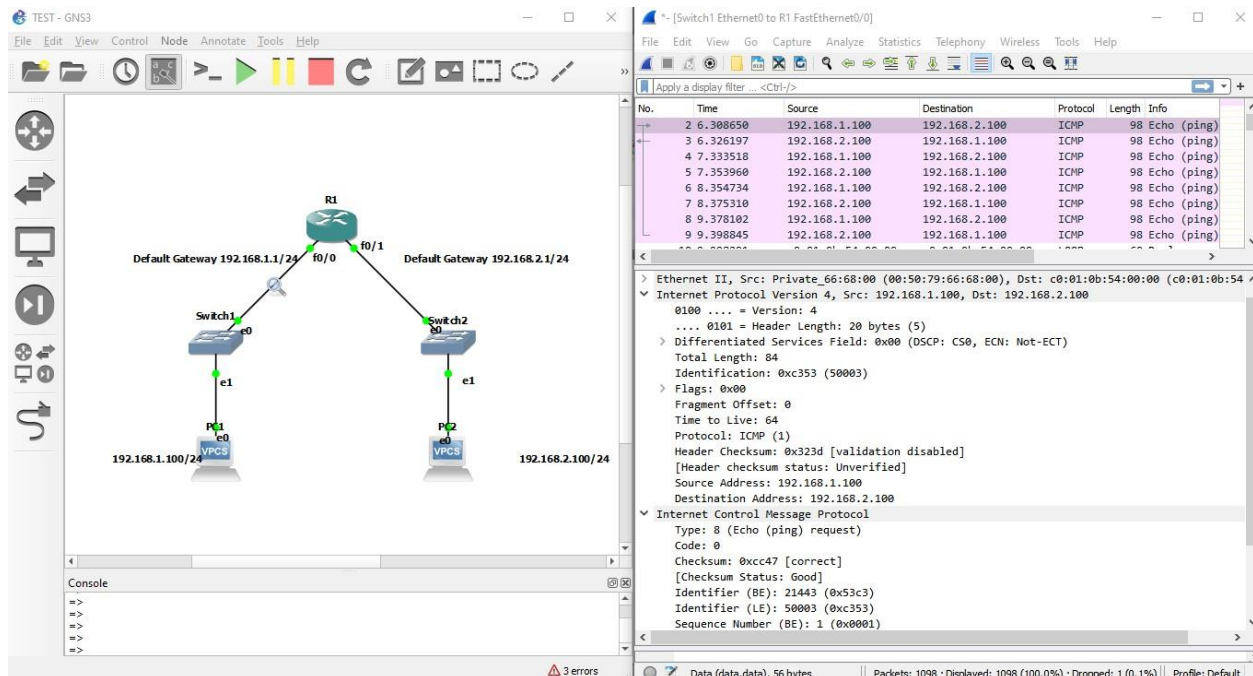 TEST - GNS3
File Edit View Control Node Annotate Tools Help
R1
f0/1
f0/0
Default Gateway 192.168.1.1/24
Default Gateway 192.168.2.1/24
Switch1
e0
Switch2
e0
e1
e1
PC1
e0
VPCS
192.168.1.100/24
PC2
e0
VPCS
192.168.2.100/24
Console
=>
=>
=>
=>
=>
3 errors
*- [Switch1 Ethernet0 to R1 FastEthernet0/0]
File Edit View Go Capture Analyze Statistics Telephony Wireless Tools Help
Apply a display filter ... <Ctrl-/>
No. Time Source Destination Protocol Length Info
2 6.308650 192.168.1.100 192.168.2.100 ICMP 98 Echo (ping)
3 6.326197 192.168.2.100 192.168.1.100 ICMP 98 Echo (ping)
4 7.333518 192.168.1.100 192.168.2.100 ICMP 98 Echo (ping)
5 7.353960 192.168.2.100 192.168.1.100 ICMP 98 Echo (ping)
6 8.354734 192.168.1.100 192.168.2.100 ICMP 98 Echo (ping)
7 8.375310 192.168.2.100 192.168.1.100 ICMP 98 Echo (ping)
8 9.378102 192.168.1.100 192.168.2.100 ICMP 98 Echo (ping)
9 9.398845 192.168.2.100 192.168.1.100 ICMP 98 Echo (ping)
Ethernet II, Src: Private_66:68:00 (00:50:79:66:68:00), Dst: c0:01:0b:54:00:00 (c0:01:0b:54
Internet Protocol Version 4, Src: 192.168.1.100, Dst: 192.168.2.100
0100 .... = Version: 4
.... 0101 = Header Length: 20 bytes (5)
Differentiated Services Field: 0x00 (DSCP: CS0, ECN: Not-ECT)
Total Length: 84
Identification: 0xc353 (50003)
Flags: 0x00
Fragment Offset: 0
Time to Live: 64
Protocol: ICMP (1)
Header Checksum: 0x323d [validation disabled]
[Header checksum status: Unverified]
Source Address: 192.168.1.100
Destination Address: 192.168.2.100
Internet Control Message Protocol
Type: 8 (Echo (ping) request)
Code: 0
Checksum: 0xcc47 [correct]
[Checksum Status: Good]
Identifier (BE): 21443 (0x53c3)
Identifier (LE): 50003 (0xc353)
Sequence Number (BE): 1 (0x0001)
Data (data.data), 56 bytes
Packets: 1098 · Displayed: 1098 (100.0%) · Dropped: 1 (0.1%)
Profile: Default